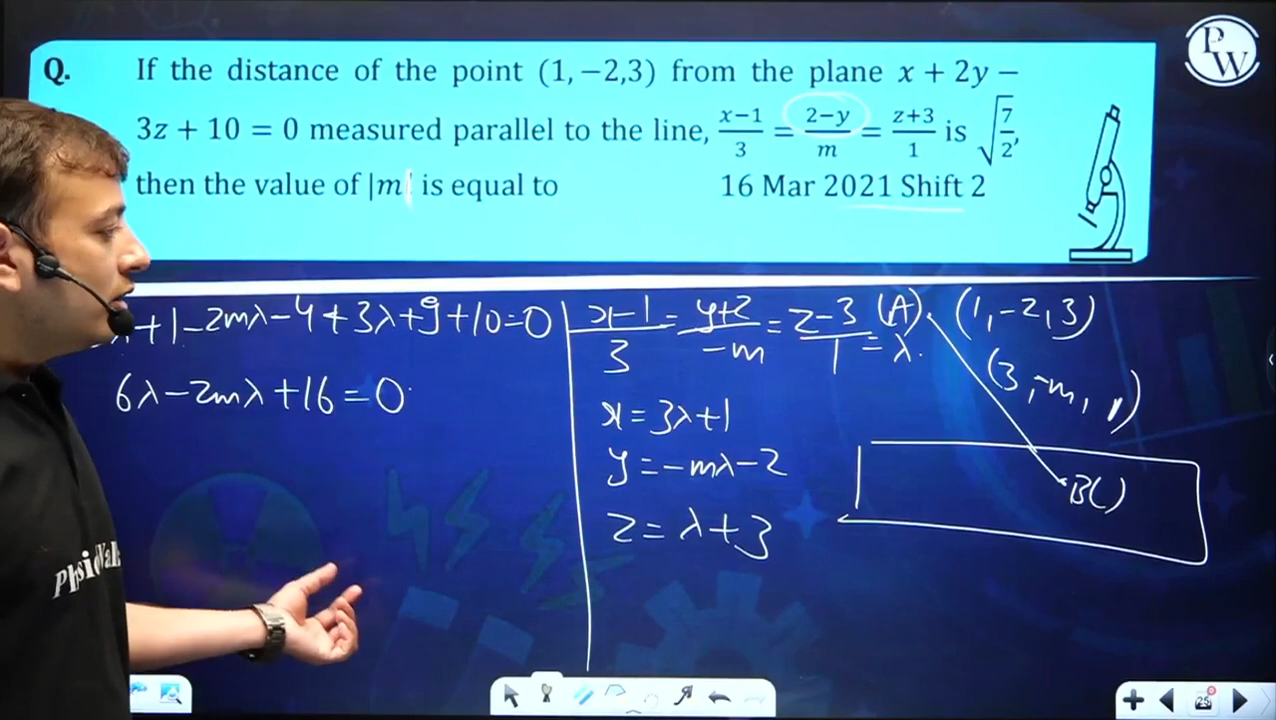 Q. If the distance of the point (1, −2,3) from the plane x + 2y −
3z + 10 = 0 measured parallel to the line, x−1/3 = 2−y/m = z+3/1 is √7/2,
then the value of |m| is equal to 16 Mar 2021 Shift 2
PW
+1-2mλ-4+3λ+9+10=0
6λ-2mλ+16=0
x-1/3 = y+2/-m = z-3/1 = λ.
x=3λ+1
y=-mλ-2
z=λ+3
(A) (1,-2,3)
(3,-m,1)
B()
25